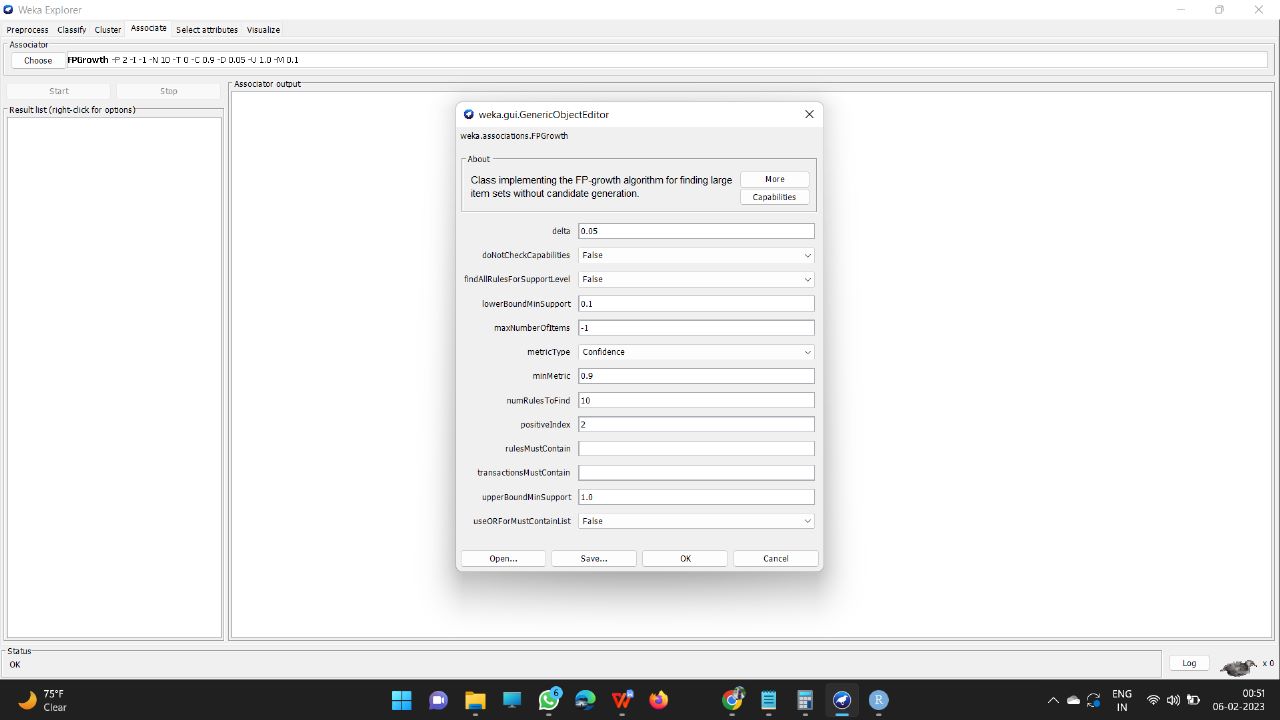 Weka Explorer
Preprocess Classify Cluster Associate Select attributes Visualize
Associator
Choose FPGrowth -P 2 -I -1 -N 10 -T 0 -C 0.9 -D 0.05 -U 1.0 -M 0.1
Start Stop
Result list (right-click for options)
Associator output
weka.gui.GenericObjectEditor
weka.associations.FPGrowth
About
Class implementing the FP-growth algorithm for finding large
item sets without candidate generation.
More
Capabilities
delta 0.05
doNotCheckCapabilities False
findAllRulesForSupportLevel False
lowerBoundMinSupport 0.1
maxNumberOfItems -1
metricType Confidence
minMetric 0.9
numRulesToFind 10
positiveIndex 2
rulesMustContain
transactionsMustContain
upperBoundMinSupport 1.0
useORForMustContainList False
Open... Save... OK Cancel
Status
OK
Log x 0
75°F
Clear
6
W
R
ENG
IN
00:51
06-02-2023